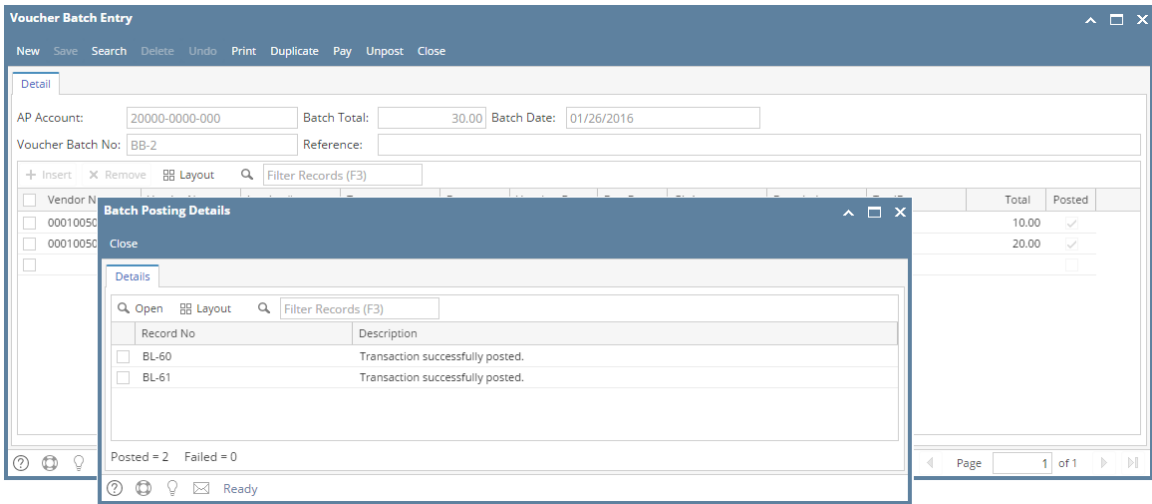 Voucher Batch Entry
New Save Search Delete Undo Print Duplicate Pay Unpost Close
Detail
AP Account: 20000-0000-000 Batch Total: 30.00 Batch Date: 01/26/2016
Voucher Batch No: BB-2 Reference:
Insert Remove Layout Filter Records (F3)
Vendor N Total Posted
00010050 10.00
00010050 20.00
Batch Posting Details
Close
Details
Open Layout Filter Records (F3)
Record No Description
BL-60 Transaction successfully posted.
BL-61 Transaction successfully posted.
Posted = 2 Failed = 0
Ready
Page 1 of 1